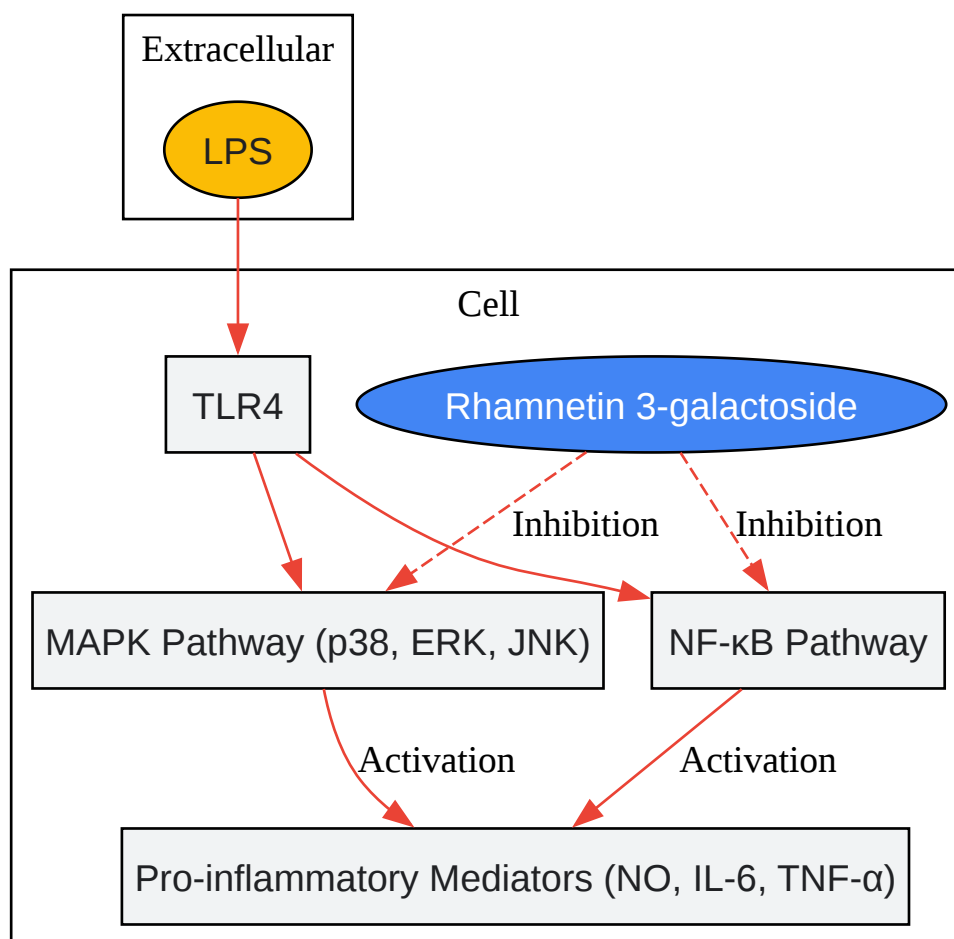 Extracellular
LPS
Cell
TLR4
Rhamnetin 3-galactoside
Inhibition
Inhibition
MAPK Pathway (p38, ERK, JNK)
NF-κB Pathway
Activation
Activation
Pro-inflammatory Mediators (NO, IL-6, TNF-α)